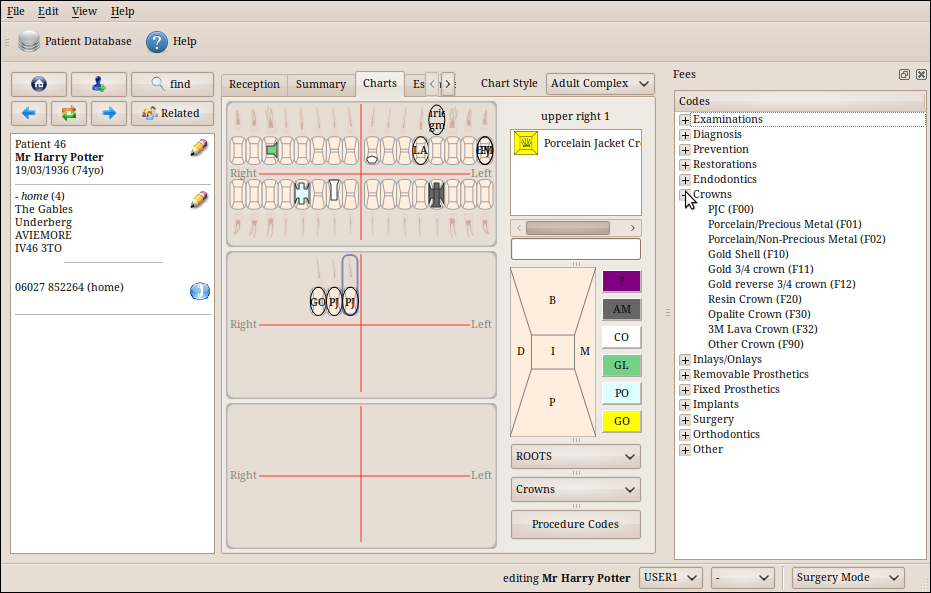 File Edit View Help
Patient Database Help
find
Related
Patient 46
Mr Harry Potter
19/03/1936 (74yo)
- home (4)
The Gables
Underberg
AVIEMORE
IV46 3TO
06027 852264 (home)
Reception Summary Charts Es
Chart Style Adult Complex
LA
Right Left
GO PJ PJ
Right Left
Right Left
upper right 1
Porcelain Jacket Cr
B
D I M
P
?
AM
CO
GL
PO
GO
ROOTS
Crowns
Procedure Codes
Fees
Codes
Examinations
Diagnosis
Prevention
Restorations
Endodontics
Crowns
PJC (F00)
Porcelain/Precious Metal (F01)
Porcelain/Non-Precious Metal (F02)
Gold Shell (F10)
Gold 3/4 crown (F11)
Gold reverse 3/4 crown (F12)
Resin Crown (F20)
Opalite Crown (F30)
3M Lava Crown (F32)
Other Crown (F90)
Inlays/Onlays
Removable Prosthetics
Fixed Prosthetics
Implants
Surgery
Orthodontics
Other
editing Mr Harry Potter USER1 - Surgery Mode